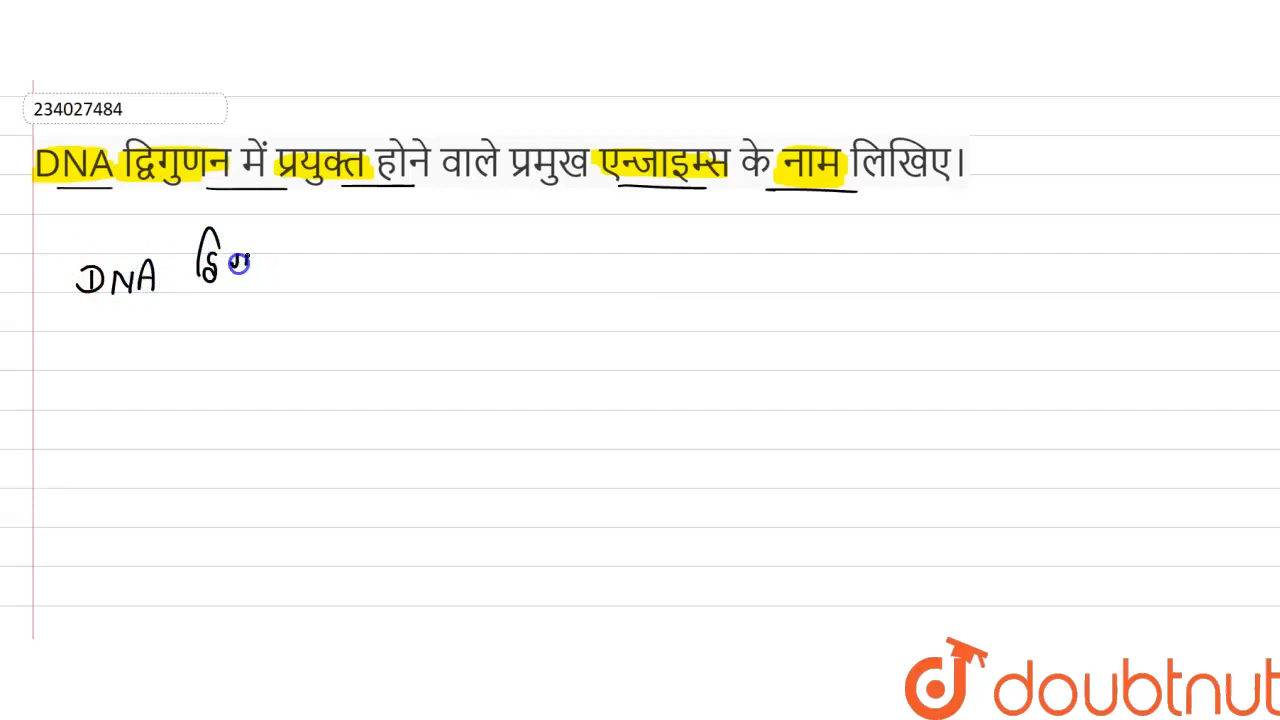 234027484
DNA द्विगुणन में प्रयुक्त होने वाले प्रमुख एन्जाइम्स के नाम लिखिए।
DNA द्विग
doubtnut